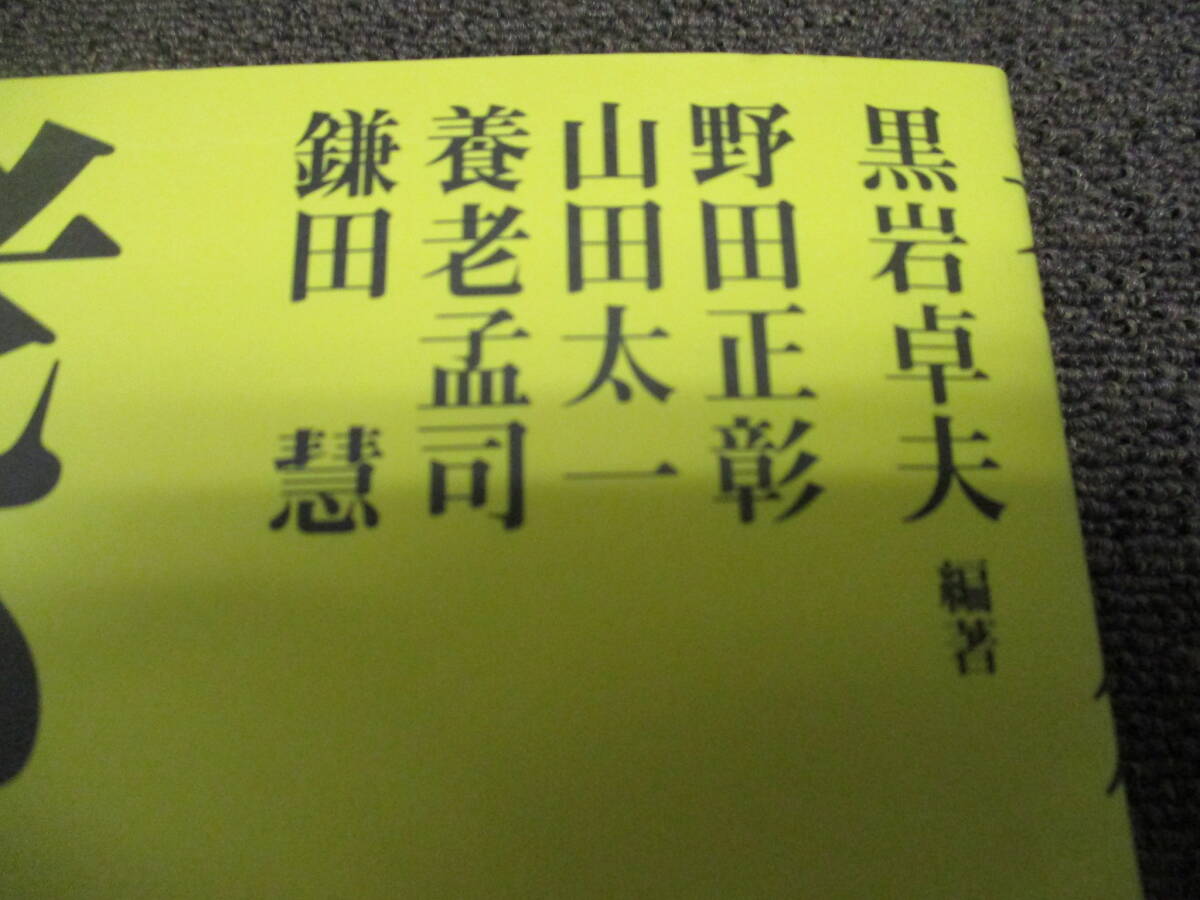 黒岩卓夫 編著
野田正彰
山田太一
養老孟司
鎌田 慧